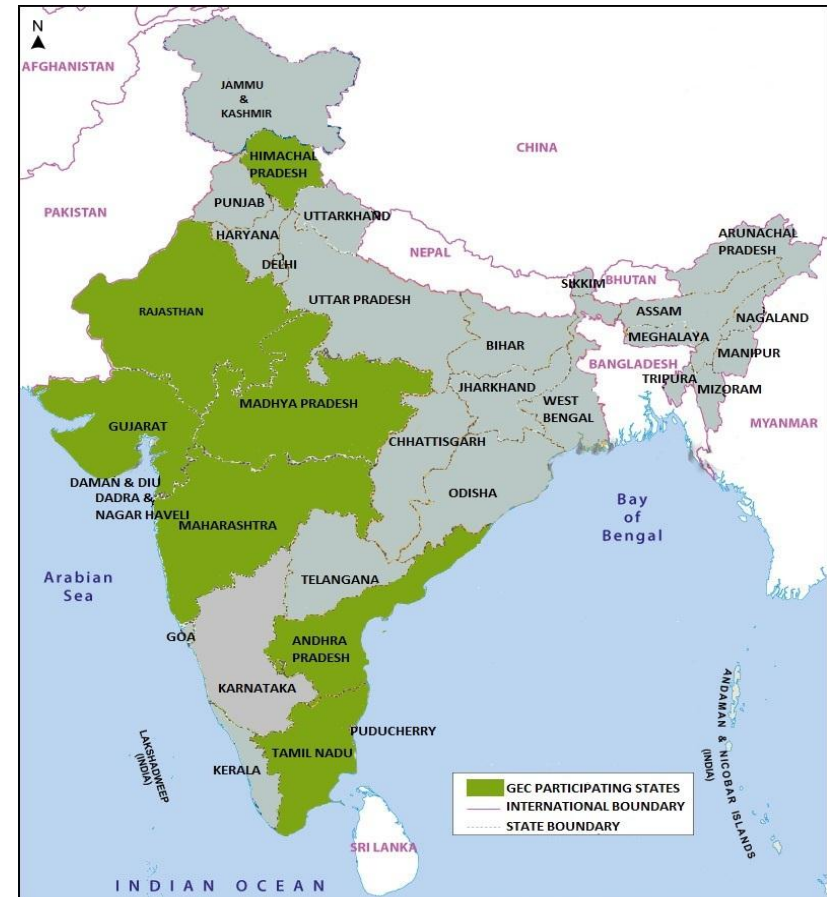 N
AFGHANISTAN
JAMMU
&
KASHMIR
CHINA
HIMACHAL
PRADESH
PAKISTAN
PUNJAB
UTTARKHAND
HARYANA
DELHI
NEPAL
ARUNACHAL
PRADESH
SIKKIM
BHUTAN
RAJASTHAN
UTTAR PRADESH
ASSAM
NAGALAND
MEGHALAYA
BIHAR
MANIPUR
BANGLADESH
TRIPURA
MIZORAM
JHARKHAND
MADHYA PRADESH
WEST
BENGAL
GUJARAT
MYANMAR
CHHATTISGARH
DAMAN & DIU
DADRA &
NAGAR HAVELI
ODISHA
MAHARASHTRA
Bay
of
Bengal
Arabian
Sea
TELANGANA
GOA
ANDHRA
PRADESH
KARNATAKA
PUDUCHERRY
TAMIL NADU
KERALA
LAKSHADWEEP
(INDIA)
ANDAMAN & NICOBAR ISLANDS
(INDIA)
GEC PARTICIPATING STATES
INTERNATIONAL BOUNDARY
STATE BOUNDARY
SRI LANKA
INDIAN OCEAN